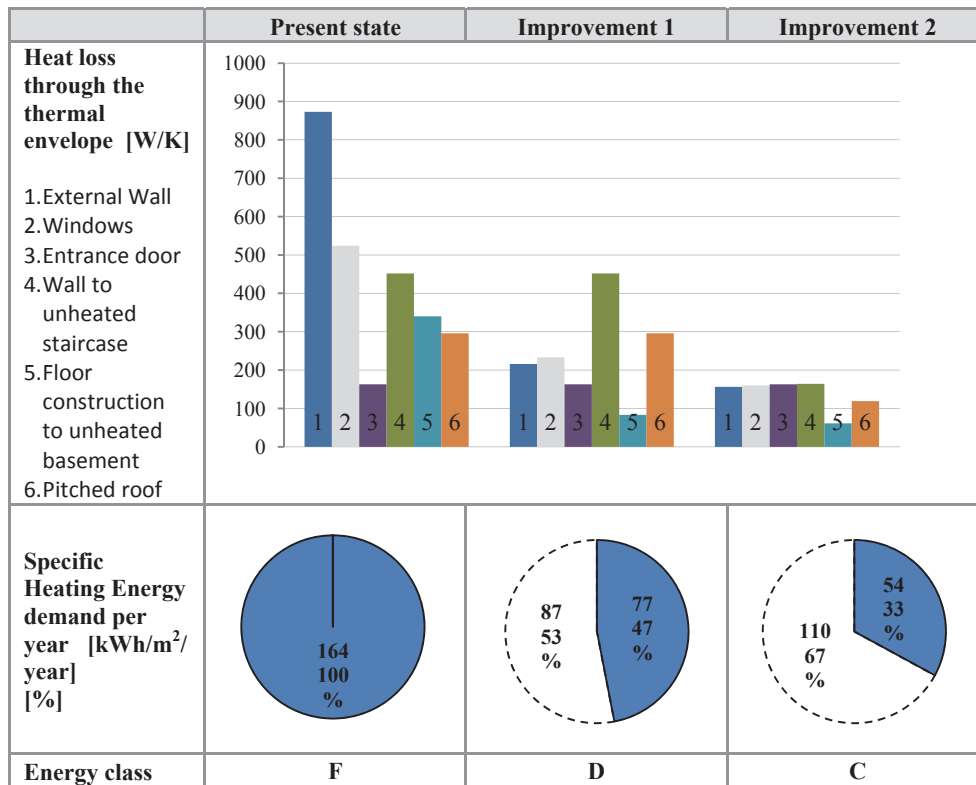 Present state
Improvement 1
Improvement 2
Heat loss
through the
thermal
envelope [W/K]
1.External Wall
2.Windows
3.Entrance door
4.Wall to
unheated
staircase
5.Floor
construction
to unheated
basement
6.Pitched roof
1000
900
800
700
600
500
400
300
200
100
0
1 2 3 4 5 6
1 2 3 4 5 6
1 2 3 4 5 6
Specific
Heating Energy
demand per
year [kWh/m²/
year]
[%]
164
100
%
87
53
%
77
47
%
110
67
%
54
33
%
Energy class
F
D
C